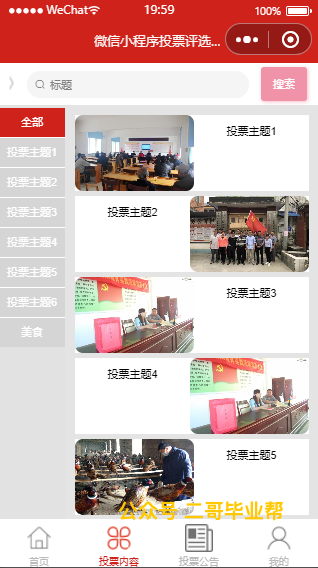 WeChat 19:59 100%
微信小程序投票评选...
标题 搜索
全部
投票主题1
投票主题2
投票主题3
投票主题4
投票主题5
投票主题6
美食
投票主题1
投票主题2
投票主题3
投票主题4
投票主题5
公众号 二哥毕业帮
首页 投票内容 投票公告 我的